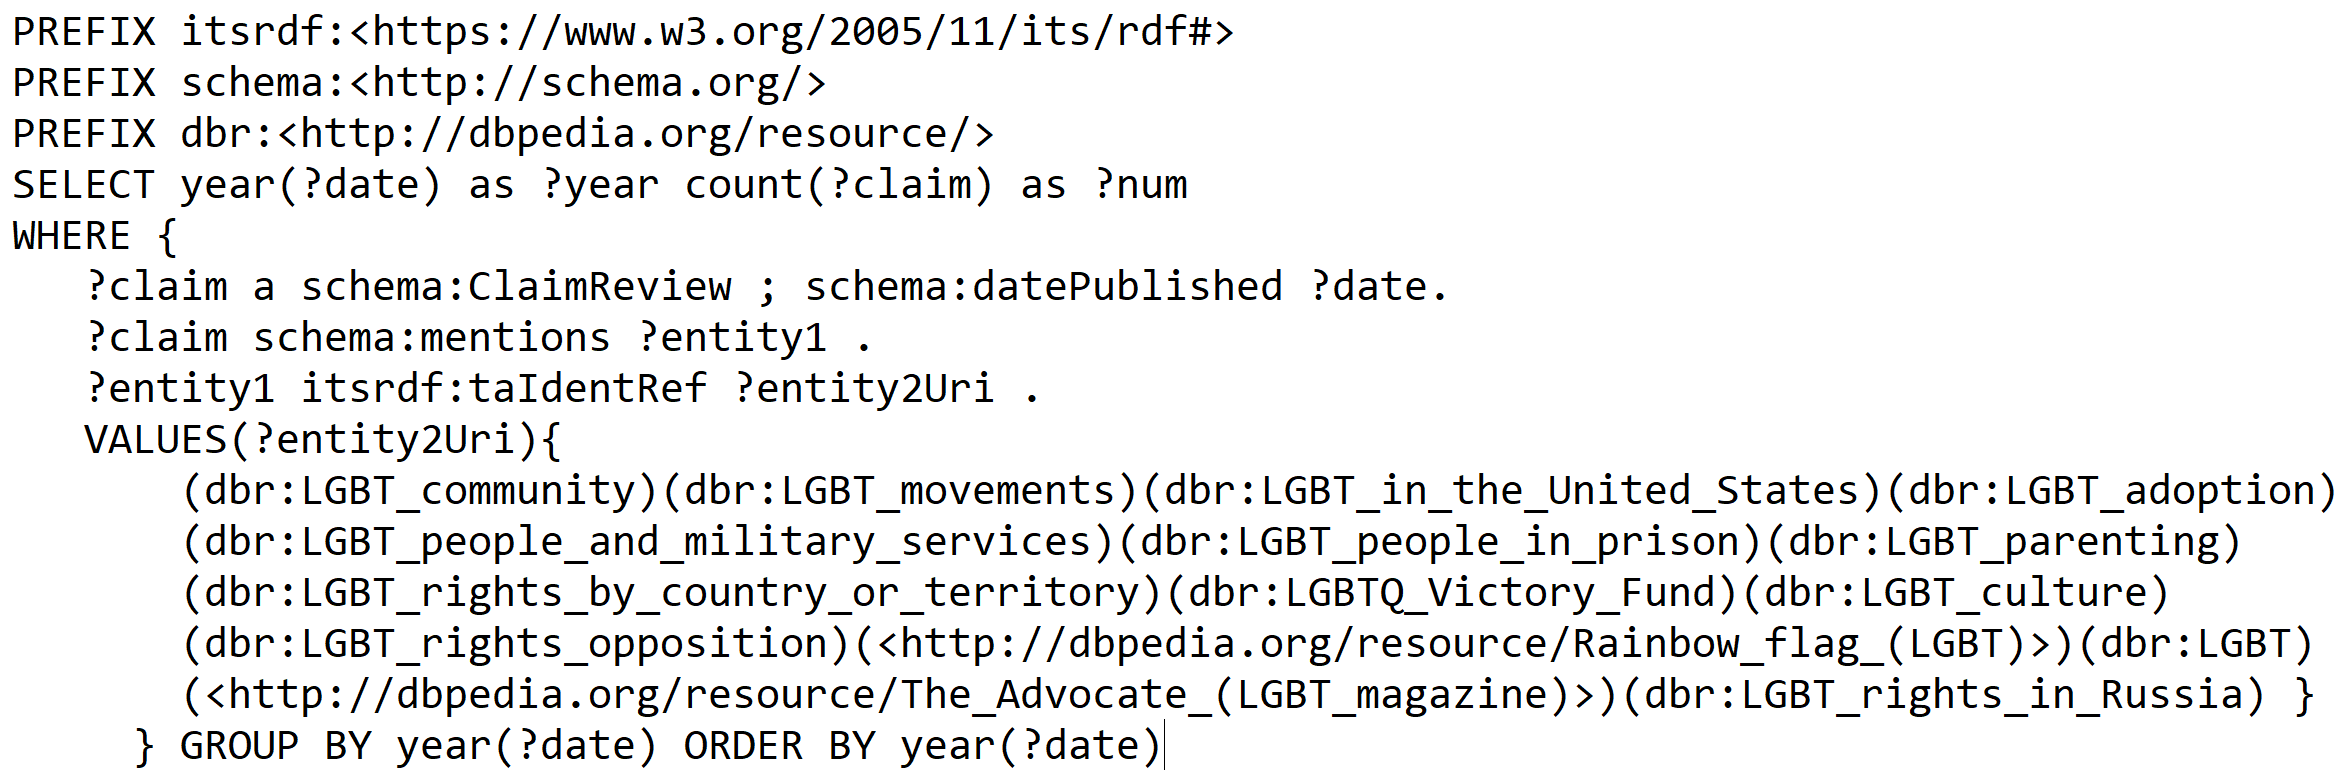 PREFIX itsrdf:<https://www.w3.org/2005/11/its/rdf#>
PREFIX schema:<http://schema.org/>
PREFIX dbr:<http://dbpedia.org/resource/>
SELECT year(?date) as ?year count(?claim) as ?num
WHERE {
?claim a schema:ClaimReview ; schema:datePublished ?date.
?claim schema:mentions ?entity1 .
?entity1 itsrdf:taIdentRef ?entity2Uri .
VALUES(?entity2Uri){
(dbr:LGBT_community)(dbr:LGBT_movements)(dbr:LGBT_in_the_United_States)(dbr:LGBT_adoption)
(dbr:LGBT_people_and_military_services)(dbr:LGBT_people_in_prison)(dbr:LGBT_parenting)
(dbr:LGBT_rights_by_country_or_territory)(dbr:LGBTQ_Victory_Fund)(dbr:LGBT_culture)
(dbr:LGBT_rights_opposition)(<http://dbpedia.org/resource/Rainbow_flag_(LGBT)>)(dbr:LGBT)
(<http://dbpedia.org/resource/The_Advocate_(LGBT_magazine)>)(dbr:LGBT_rights_in_Russia) }
} GROUP BY year(?date) ORDER BY year(?date)